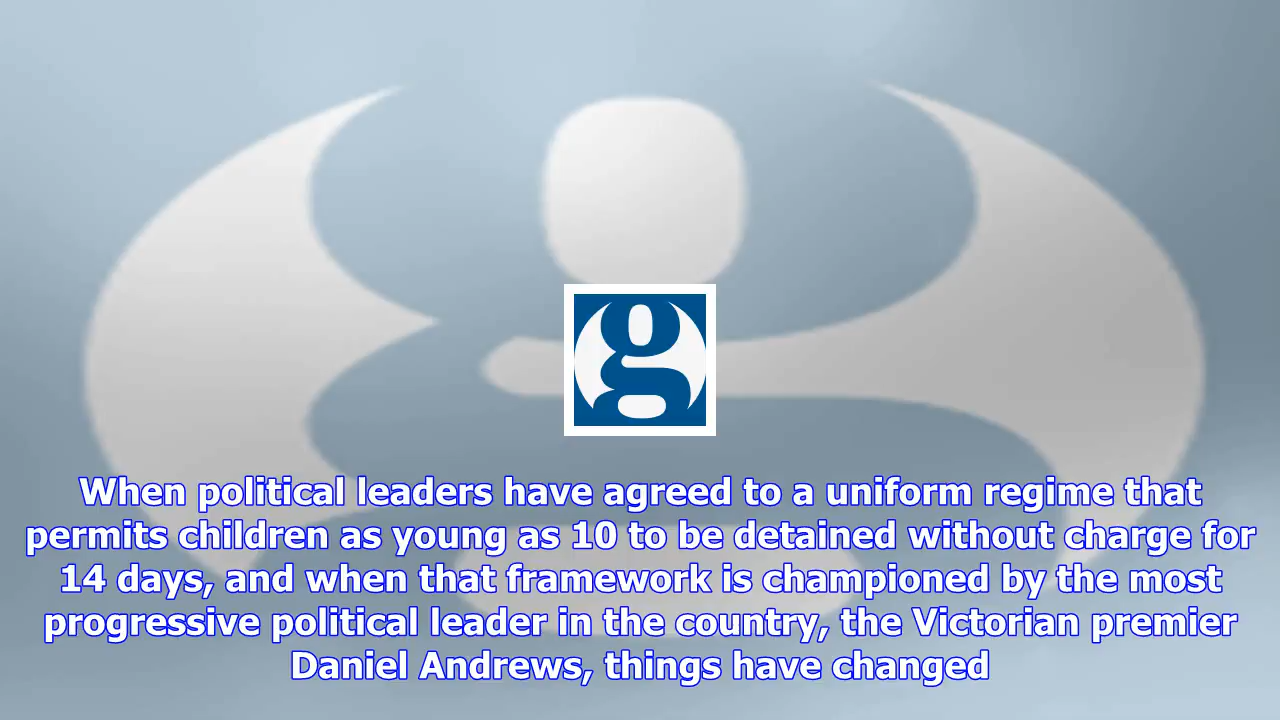 g
When political leaders have agreed to a uniform regime that
permits children as young as 10 to be detained without charge for
14 days, and when that framework is championed by the most
progressive political leader in the country, the Victorian premier
Daniel Andrews, things have changed